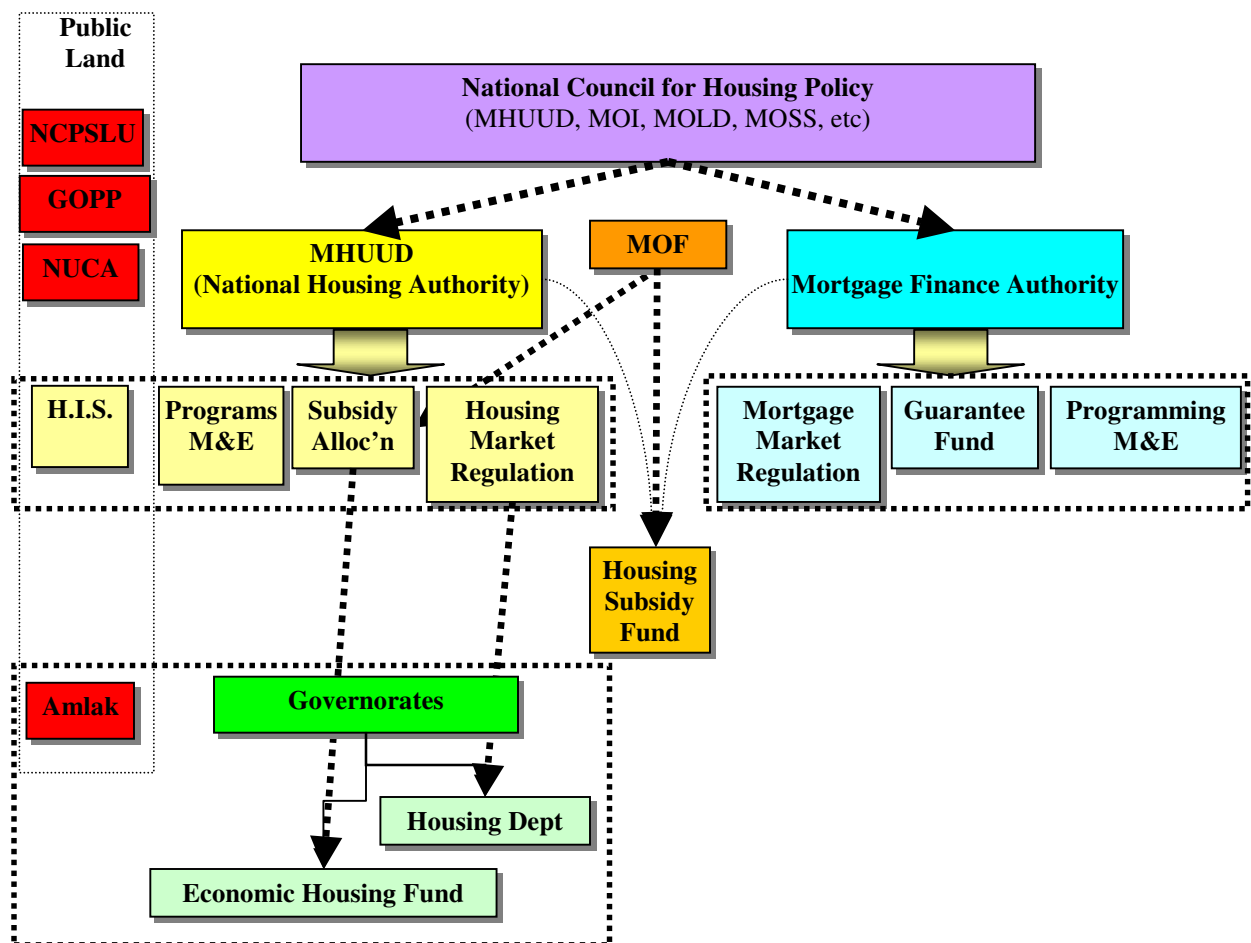 Public
Land
National Council for Housing Policy
(MHUUD, MOI, MOLD, MOSS, etc)
NCPSLU
GOPP
NUCA
MHUUD
(National Housing Authority)
MOF
Mortgage Finance Authority
H.I.S.
Programs
M&E
Subsidy
Alloc'n
Housing
Market
Regulation
Mortgage
Market
Regulation
Guarantee
Fund
Programming
M&E
Housing
Subsidy
Fund
Amlak
Governorates
Housing Dept
Economic Housing Fund